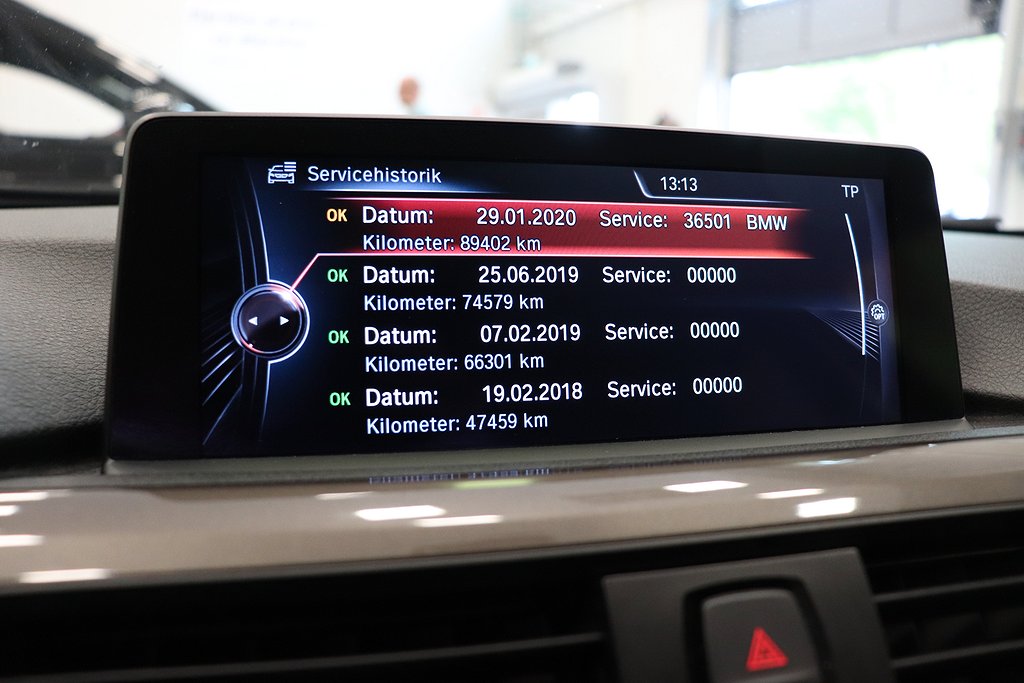 Servicehistorik 13:13 TP
OK Datum: 29.01.2020 Service: 36501 BMW
Kilometer: 89402 km
OK Datum: 25.06.2019 Service: 00000
Kilometer: 74579 km
OPT
OK Datum: 07.02.2019 Service: 00000
Kilometer: 66301 km
OK Datum: 19.02.2018 Service: 00000
Kilometer: 47459 km